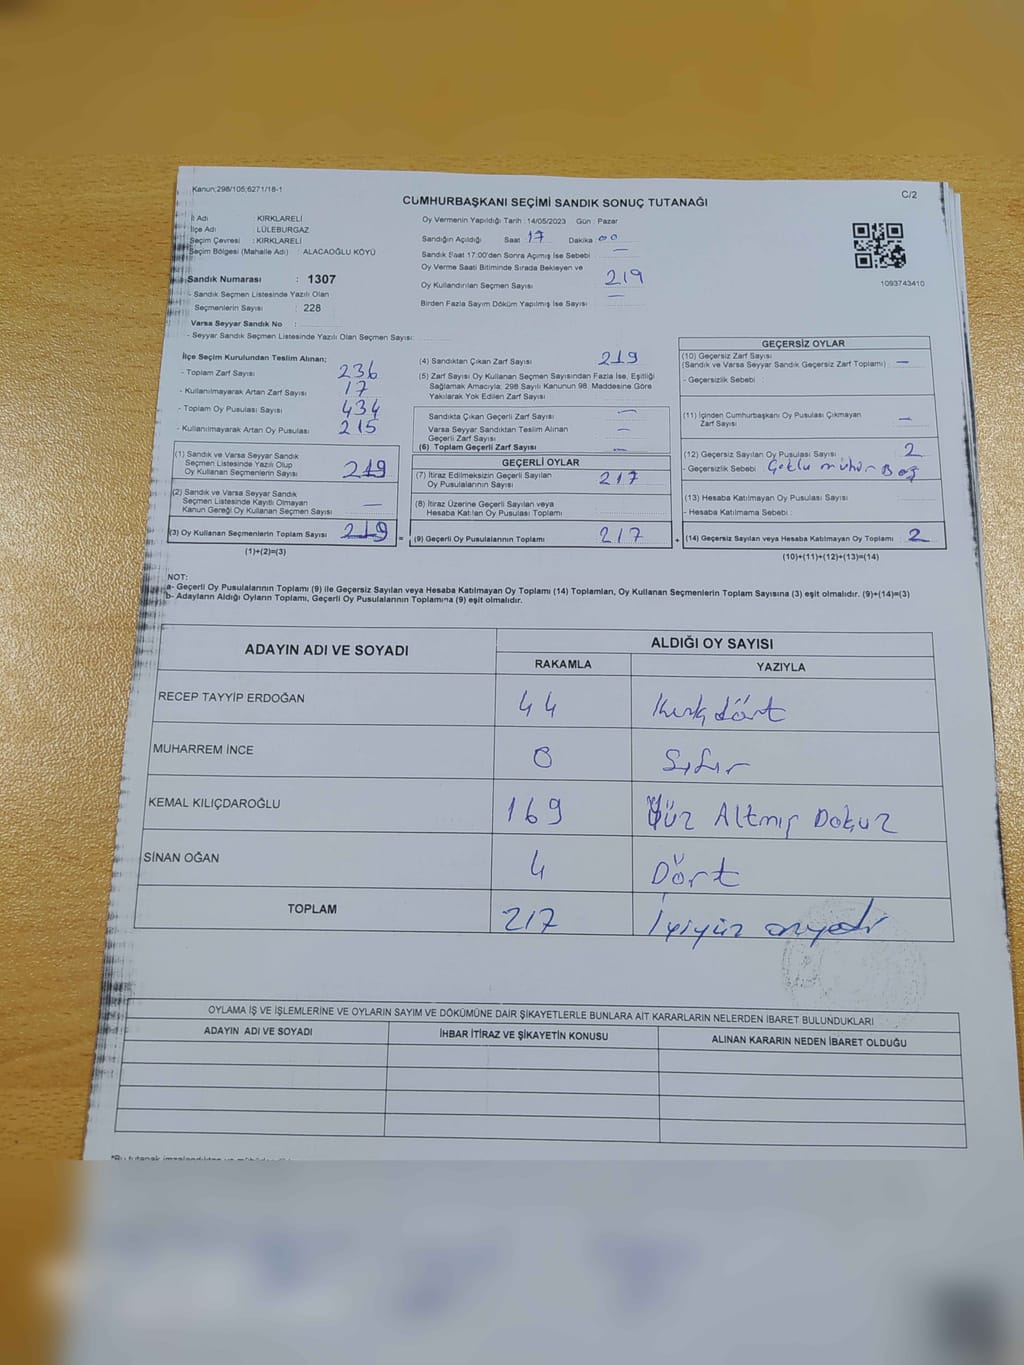 Kanun;298/105;6271/18-1
C/2
CUMHURBAŞKANI SEÇİMİ SANDIK SONUÇ TUTANAĞI
İl Adı : KIRKLARELİ
İlçe Adı : LÜLEBURGAZ
Seçim Çevresi : KIRKLARELİ
Seçim Bölgesi (Mahalle Adı) : ALACAOĞLU KÖYÜ
Sandık Numarası : 1307
- Sandık Seçmen Listesinde Yazılı Olan
Seçmenlerin Sayısı : 228
Varsa Seyyar Sandık No :
- Seyyar Sandık Seçmen Listesinde Yazılı Olan Seçmen Sayısı:
Oy Vermenin Yapıldığı Tarih :14/05/2023 Gün : Pazar
Sandığın Açıldığı Saat 17 Dakika 00
Sandık Saat 17:00'den Sonra Açımış İse Sebebi —
Oy Verme Saati Bitiminde Sırada Bekleyen ve
Oy Kullandırılan Seçmen Sayısı 219
Birden Fazla Sayım Döküm Yapılmış İse Sayısı —
1093743410
İlçe Seçim Kurulundan Teslim Alınan;
- Toplam Zarf Sayısı 236
- Kullanılmayarak Artan Zarf Sayısı 17
- Toplam Oy Pusulası Sayısı 434
- Kullanılmayarak Artan Oy Pusulası 215
(1) Sandık ve Varsa Seyyar Sandık
Seçmen Listesinde Yazılı Olup
Oy Kullanan Seçmenlerin Sayısı 219
(2) Sandık ve Varsa Seyyar Sandık
Seçmen Listesinde Kayıtlı Olmayan
Kanun Gereği Oy Kullanan Seçmen Sayısı —
(3) Oy Kullanan Seçmenlerin Toplam Sayısı 219 =
(1)+(2)=(3)
(4) Sandıktan Çıkan Zarf Sayısı 219
(5) Zarf Sayısı Oy Kullanan Seçmen Sayısından Fazla İse, Eşitliği
Sağlamak Amacıyla; 298 Sayılı Kanunun 98. Maddesine Göre
Yakılarak Yok Edilen Zarf Sayısı
Sandıkta Çıkan Geçerli Zarf Sayısı —
Varsa Seyyar Sandıktan Teslim Alınan
Geçerli Zarf Sayısı —
(6) Toplam Geçerli Zarf Sayısı —
GEÇERLİ OYLAR
(7) İtiraz Edilmeksizin Geçerli Sayılan
Oy Pusulalarının Sayısı 217
(8) İtiraz Üzerine Geçerli Sayılan veya
Hesaba Katılan Oy Pusulası Toplamı
(9) Geçerli Oy Pusulalarının Toplamı 217 +
GEÇERSİZ OYLAR
(10) Geçersiz Zarf Sayısı
(Sandık ve Varsa Seyyar Sandık Geçersiz Zarf Toplamı) : —
- Geçersizlik Sebebi :
(11) İçinden Cumhurbaşkanı Oy Pusulası Çıkmayan
Zarf Sayısı —
(12) Geçersiz Sayılan Oy Pusulası Sayısı : 2
- Geçersizlik Sebebi
(13) Hesaba Katılmayan Oy Pusulası Sayısı
- Hesaba Katılmama Sebebi :
(14) Geçersiz Sayılan veya Hesaba Katılmayan Oy Toplamı : 2
(10)+(11)+(12)+(13)=(14)
NOT:
a- Geçerli Oy Pusulalarının Toplamı (9) ile Geçersiz Sayılan veya Hesaba Katılmayan Oy Toplamı (14) Toplamları, Oy Kullanan Seçmenlerin Toplam Sayısına (3) eşit olmalıdır. (9)+(14)=(3)
b- Adayların Aldığı Oyların Toplamı, Geçerli Oy Pusulalarının Toplamına (9) eşit olmalıdır.
ADAYIN ADI VE SOYADI
ALDIĞI OY SAYISI
RAKAMLA YAZIYLA
RECEP TAYYİP ERDOĞAN 44 Kırk dört
MUHARREM İNCE 0 Sıfır
KEMAL KILIÇDAROĞLU 169 Yüz Altmış Dokuz
SİNAN OĞAN 4 Dört
TOPLAM 217 İkiyüz onyedi
OYLAMA İŞ VE İŞLEMLERİNE VE OYLARIN SAYIM VE DÖKÜMÜNE DAİR ŞİKAYETLERLE BUNLARA AİT KARARLARIN NELERDEN İBARET BULUNDUKLARI
ADAYIN ADI VE SOYADI İHBAR İTİRAZ VE ŞİKAYETİN KONUSU ALINAN KARARIN NEDEN İBARET OLDUĞU